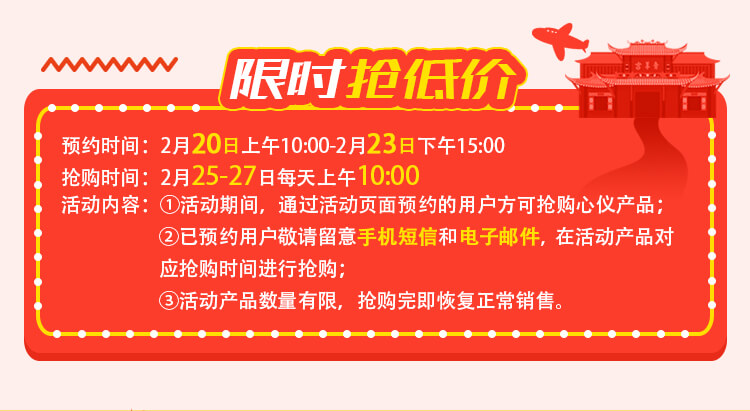 限时抢低价
预约时间：2月20日上午10:00-2月23日下午15:00
抢购时间：2月25-27日每天上午10:00
活动内容：①活动期间，通过活动页面预约的用户方可抢购心仪产品；
②已预约用户敬请留意手机短信和电子邮件，在活动产品对
应抢购时间进行抢购；
③活动产品数量有限，抢购完即恢复正常销售。